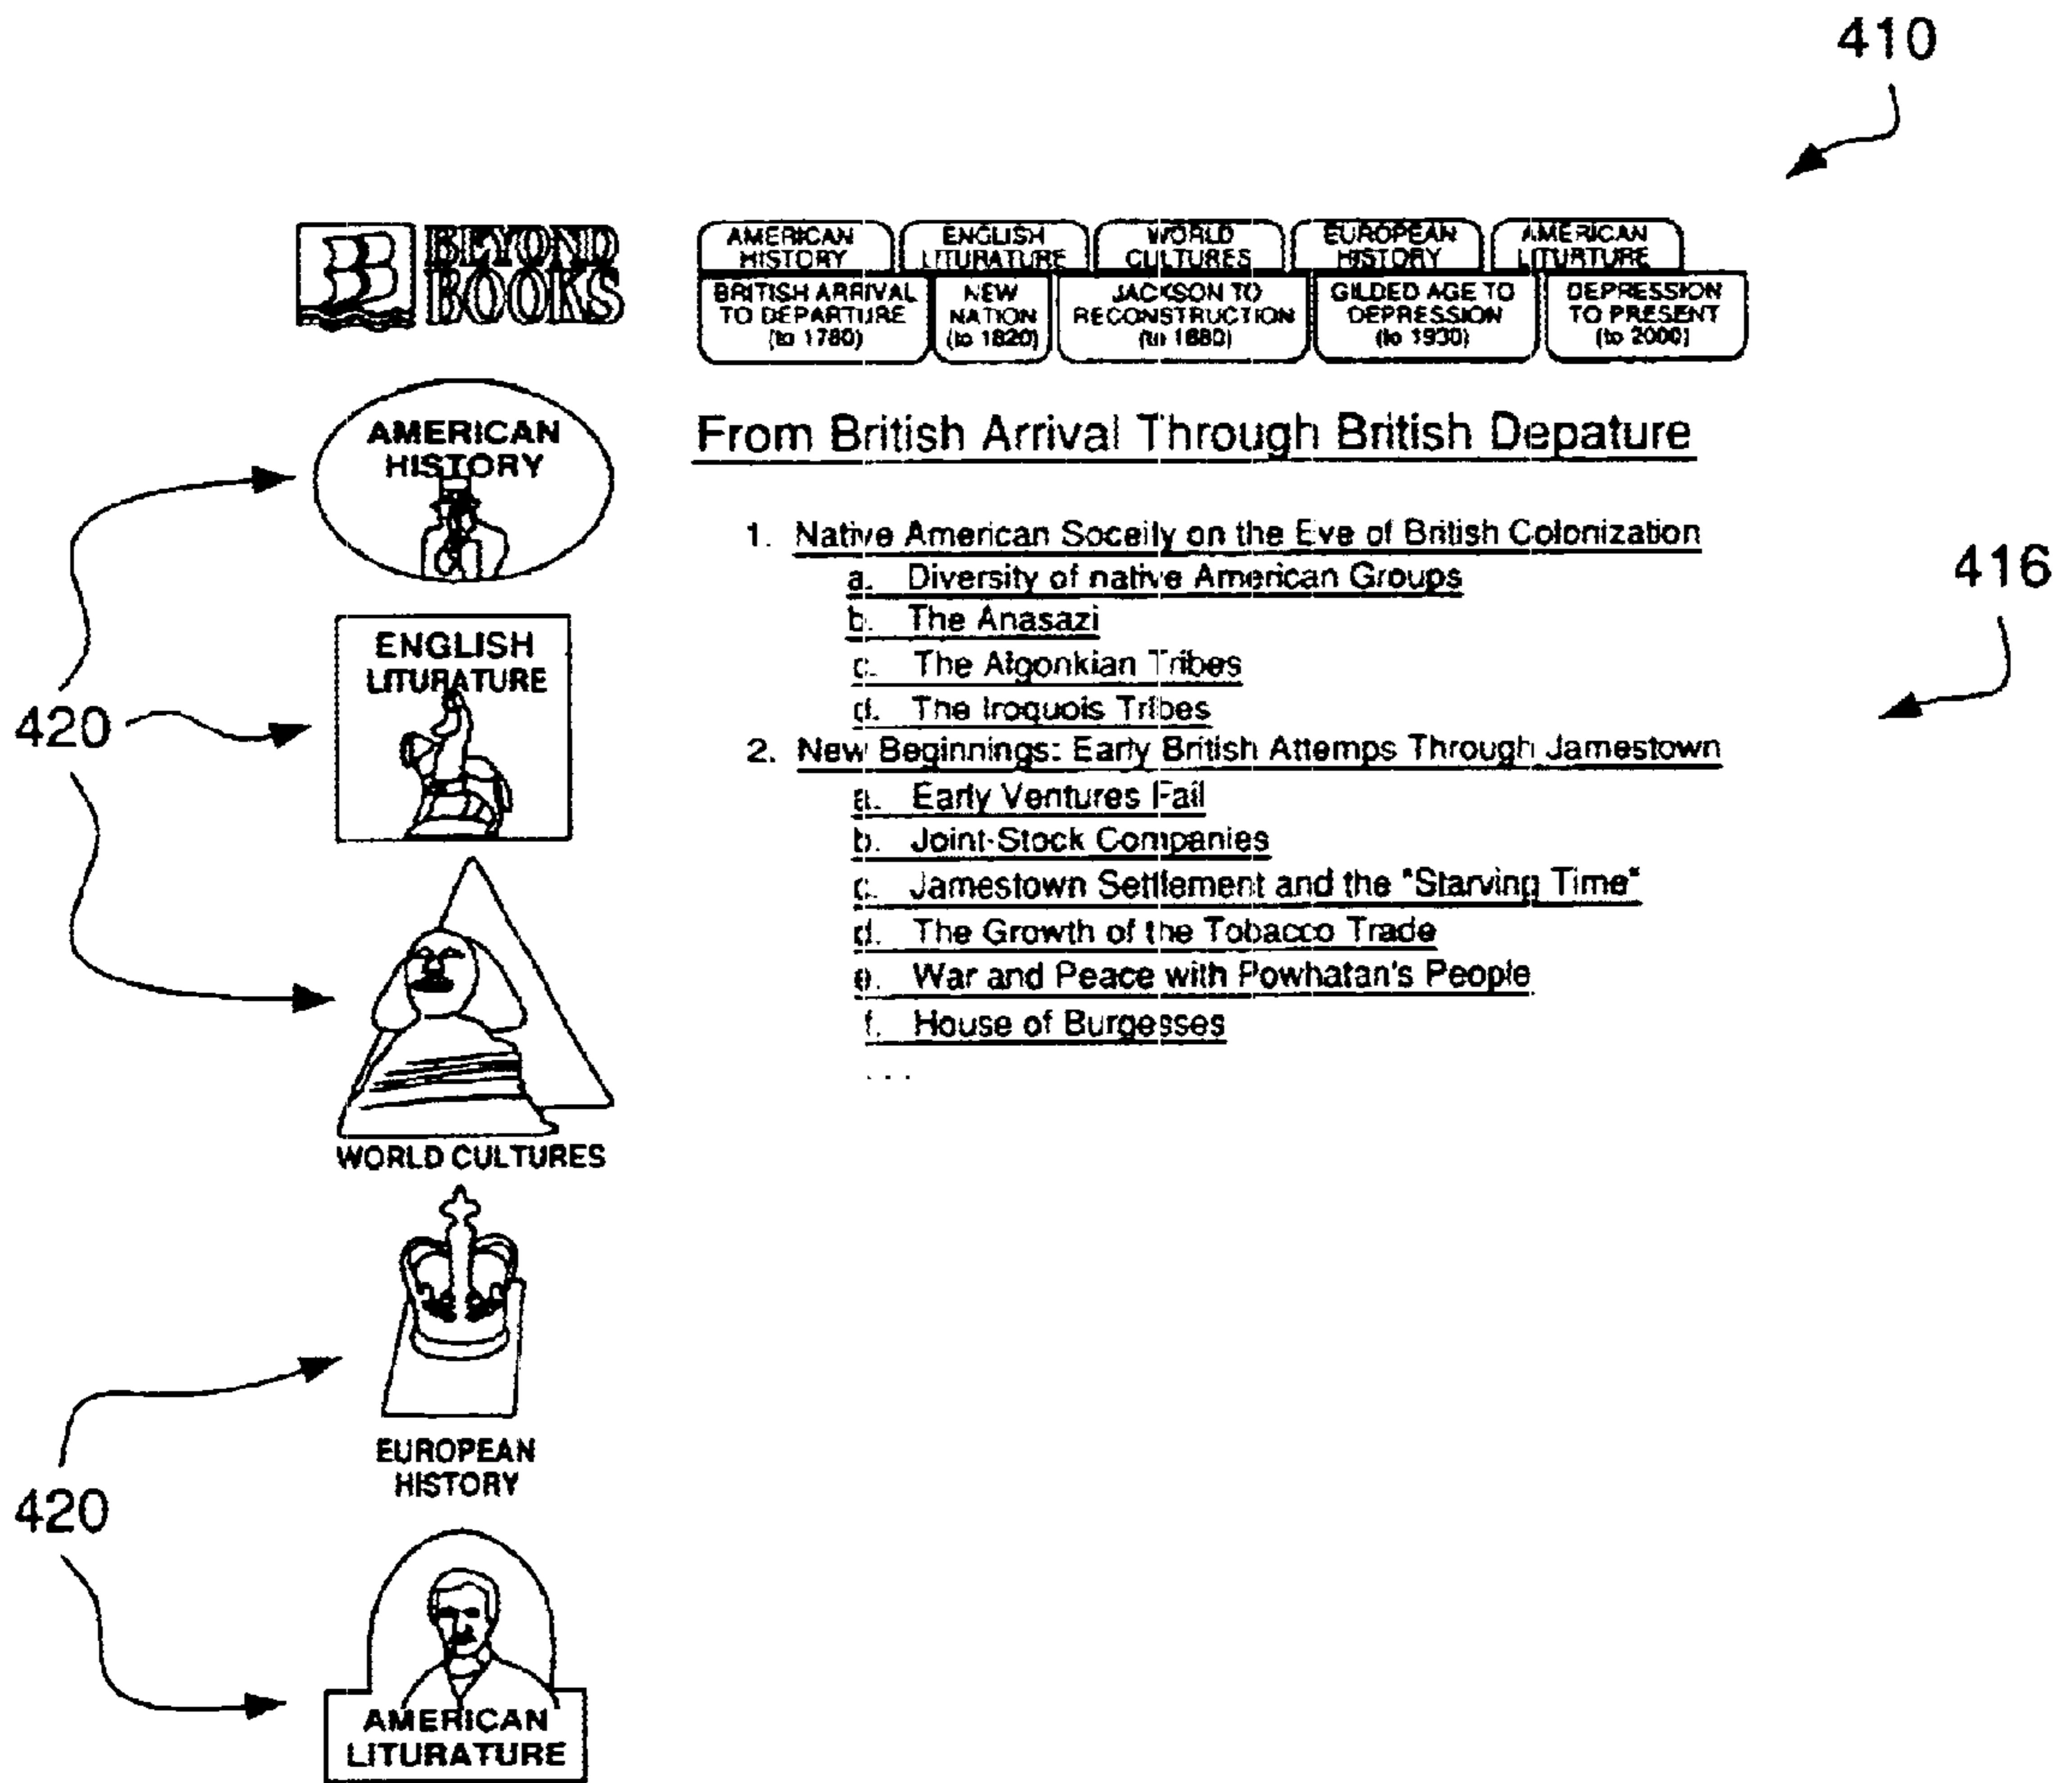 410
BEYOND
BOOKS
AMERICAN
HISTORY
ENGLISH
LITURATURE
WORLD
CULTURES
EUROPEAN
HISTORY
AMERICAN
LITURTURE
BRITISH ARRIVAL
TO DEPARTURE
(to 1780)
NEW
NATION
(to 1820)
JACKSON TO
RECONSTRUCTION
(to 1880)
GILDED AGE TO
DEPRESSION
(to 1930)
DEPRESSION
TO PRESENT
(to 2000)
From British Arrival Through British Depature
1. Native American Soceily on the Eve of British Colonization
a. Diversity of native American Groups
b. The Anasazi
c. The Algonkian Tribes
d. The Iroquois Tribes
2. New Beginnings: Early British Attemps Through Jamestown
a. Early Ventures Fail
b. Joint-Stock Companies
c. Jamestown Settlement and the "Starving Time"
d. The Growth of the Tobacco Trade
e. War and Peace with Powhatan's People
f. House of Burgesses
...
416
AMERICAN
HISTORY
ENGLISH
LITURATURE
420
WORLD CULTURES
EUROPEAN
HISTORY
420
AMERICAN
LITURATURE